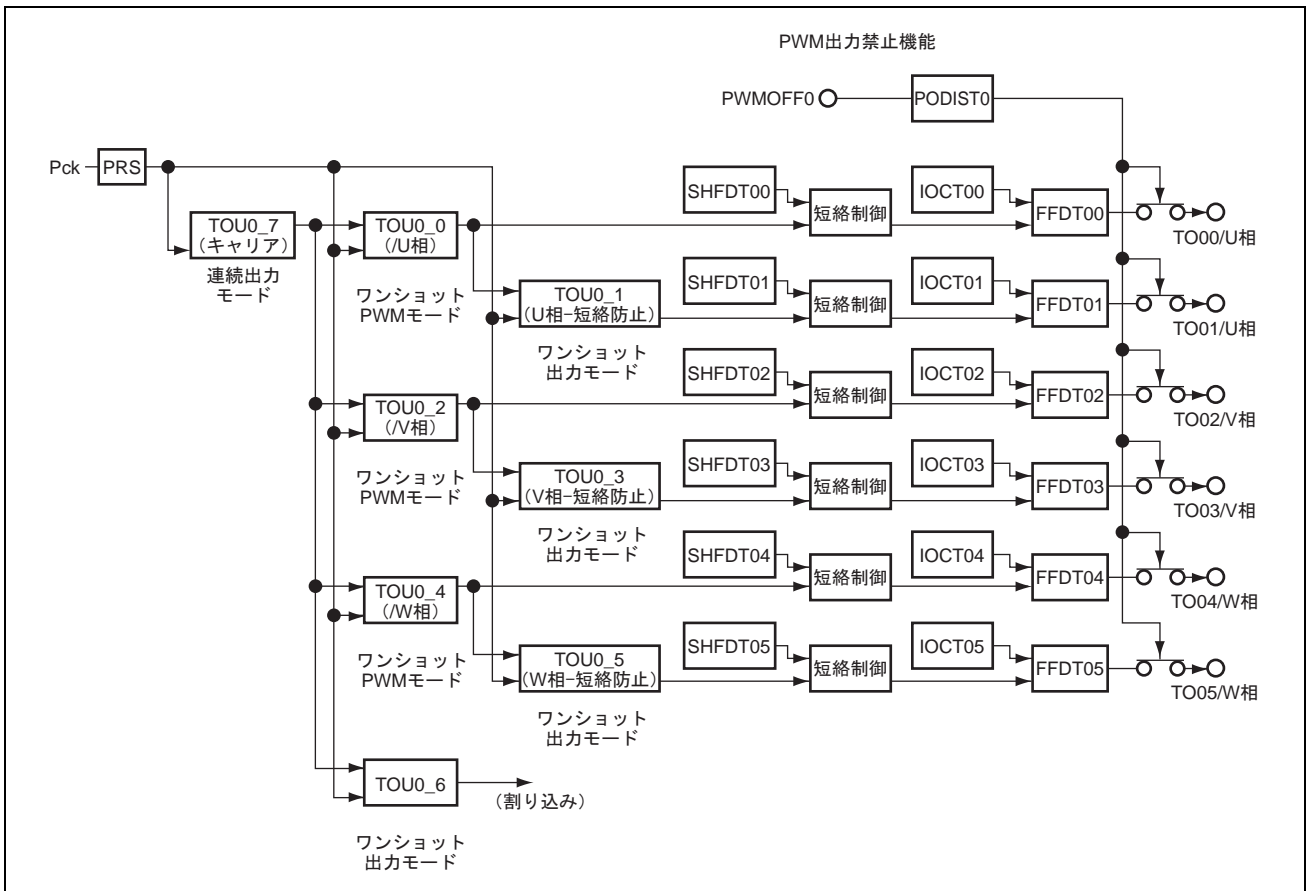 PWM出力禁止機能
PWMOFF0
PODIST0
Pck
PRS
TOU0_7
（キャリア）
連続出力
モード
TOU0_0
（/U相）
ワンショット
PWMモード
SHFDT00
短絡制御
IOCT00
FFDT00
TO00/U相
TOU0_1
（U相−短絡防止）
ワンショット
出力モード
SHFDT01
短絡制御
IOCT01
FFDT01
TO01/U相
TOU0_2
（/V相）
ワンショット
PWMモード
SHFDT02
短絡制御
IOCT02
FFDT02
TO02/V相
TOU0_3
（V相−短絡防止）
ワンショット
出力モード
SHFDT03
短絡制御
IOCT03
FFDT03
TO03/V相
TOU0_4
（/W相）
ワンショット
PWMモード
SHFDT04
短絡制御
IOCT04
FFDT04
TO04/W相
TOU0_5
（W相−短絡防止）
ワンショット
出力モード
SHFDT05
短絡制御
IOCT05
FFDT05
TO05/W相
TOU0_6
（割り込み）
ワンショット
出力モード